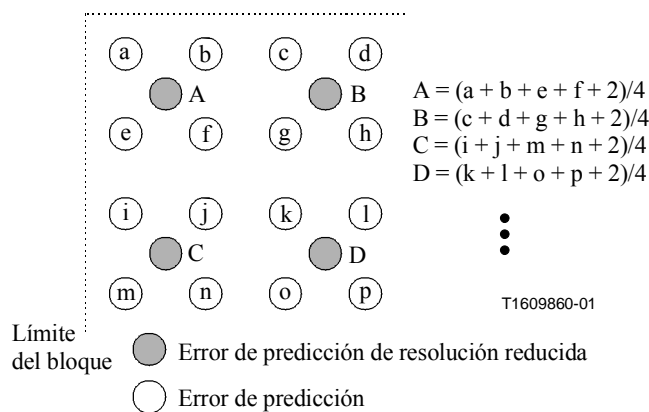 a b c d
A B
e f g h
i j k l
C D
m n o p
A = (a + b + e + f + 2)/4
B = (c + d + g + h + 2)/4
C = (i + j + m + n + 2)/4
D = (k + l + o + p + 2)/4
T1609860-01
Límite
del bloque
Error de predicción de resolución reducida
Error de predicción